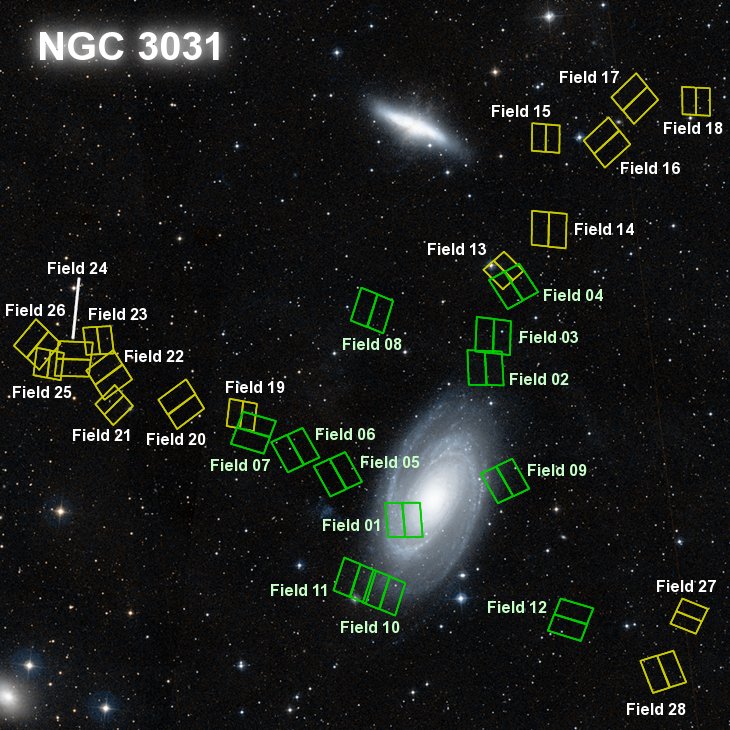 NGC 3031
Field 17
Field 15
Field 18
Field 16
Field 14
Field 13
Field 24
Field 04
Field 26
Field 23
Field 03
Field 08
Field 22
Field 02
Field 25
Field 19
Field 21
Field 20
Field 06
Field 07
Field 05
Field 09
Field 01
Field 11
Field 27
Field 12
Field 10
Field 28